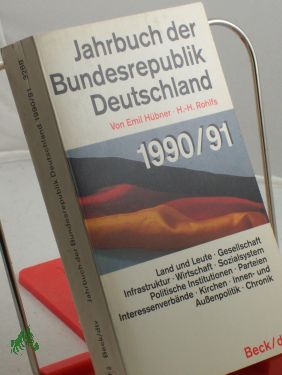 Jahrbuch der
Bundesrepublik
Deutschland
Von Emil Hübner · H.-H. Rohlfs
1990/91
Land und Leute · Gesellschaft
Infrastruktur · Wirtschaft · Sozialsystem
Politische Institutionen · Parteien
Interessenverbände · Kirchen · Innen- und
Außenpolitik · Chronik
Beck/d
Jahrbuch der Bundesrepublik Deutschland 1990/91
3288